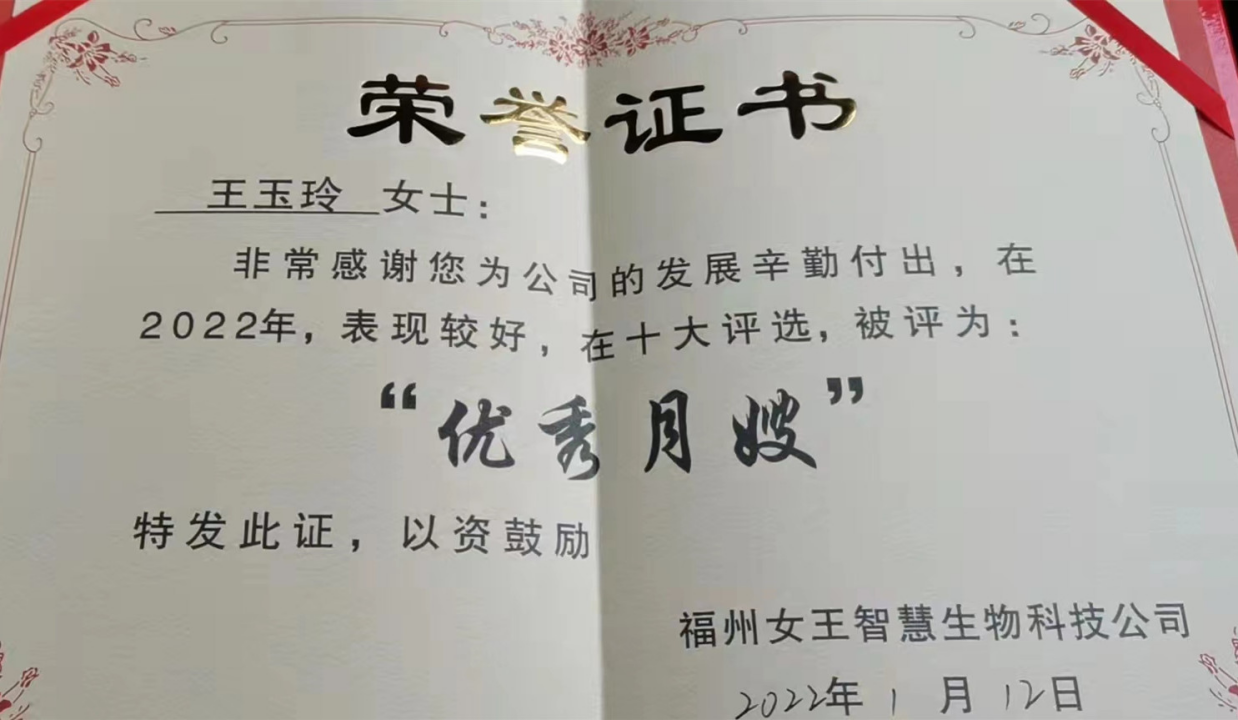 荣誉证书
王玉玲 女士：
非常感谢您为公司的发展辛勤付出，在
2022年，表现较好，在十大评选，被评为：
“优秀月嫂”
特发此证，以资鼓励
福州女王智慧生物科技公司
2022年 1 月 12日